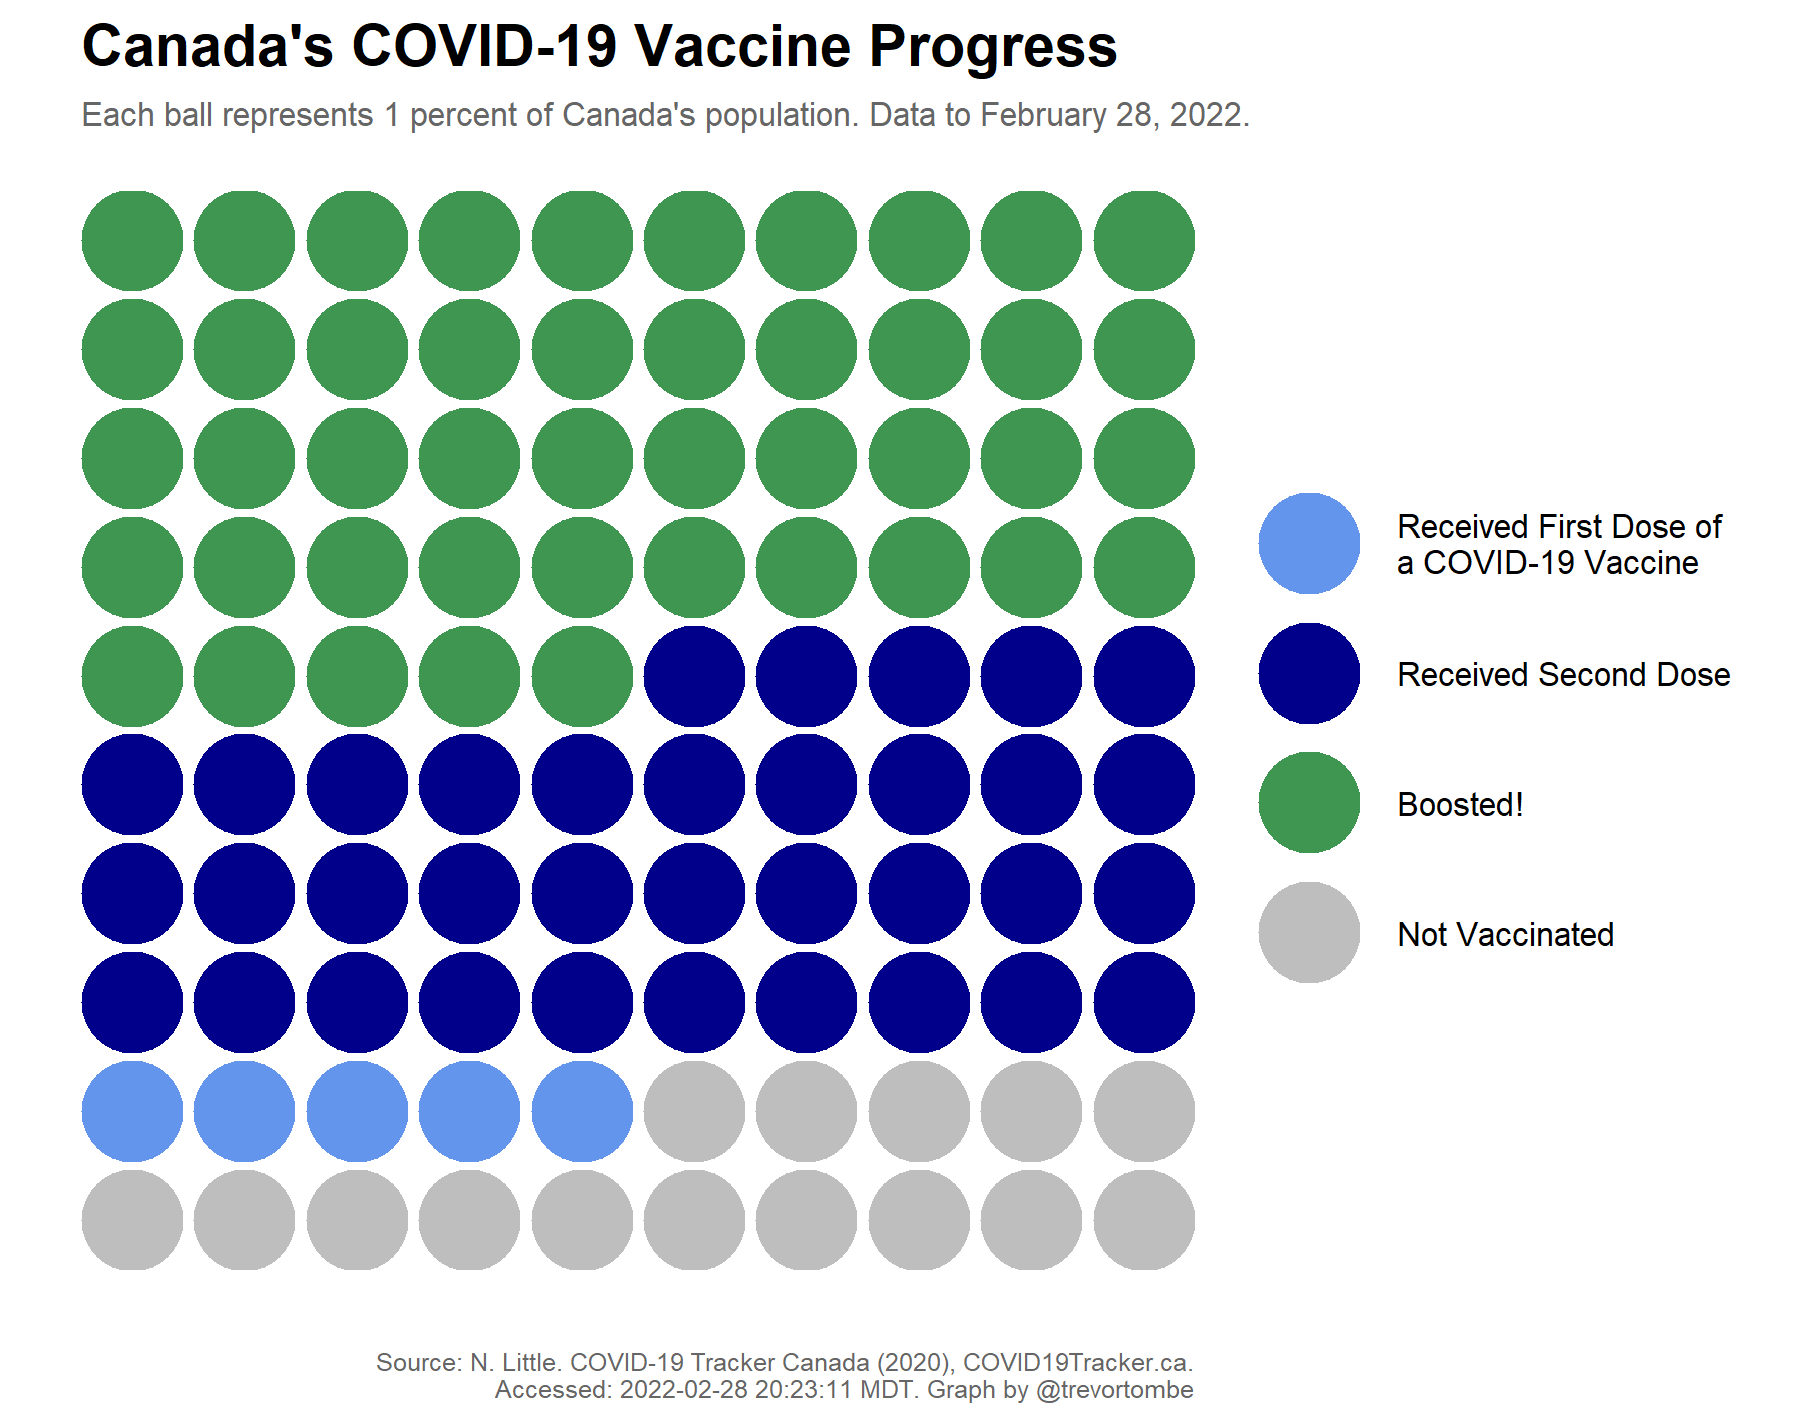 Canada's COVID-19 Vaccine Progress
Each ball represents 1 percent of Canada's population. Data to February 28, 2022.
Received First Dose of
a COVID-19 Vaccine
Received Second Dose
Boosted!
Not Vaccinated
Source: N. Little. COVID-19 Tracker Canada (2020), COVID19Tracker.ca.
Accessed: 2022-02-28 20:23:11 MDT. Graph by @trevortombe